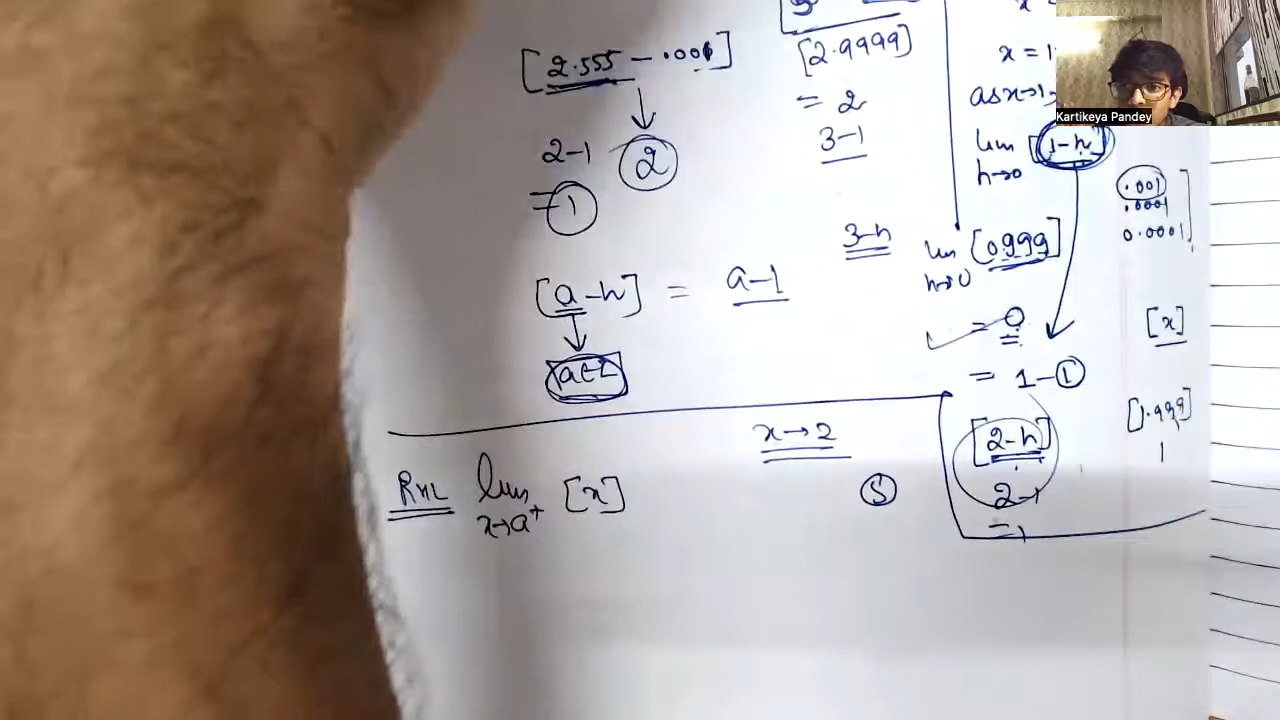 [2.555 - .001]
2-1
= 1
2
[a-h] = a-1
a∈Z
[2.9999]
= 2
3-1
3-h
x = 1
as x→1
lim [1-h]
h→0
lim [0.999]
h→0
= 0
= 1-1
[2-h]
2-1
= 1
.001
.0001
0.0001
[x]
[1.999]
1
RHL lim [x]
x→a+
x→2
5
Kartikeya Pandey